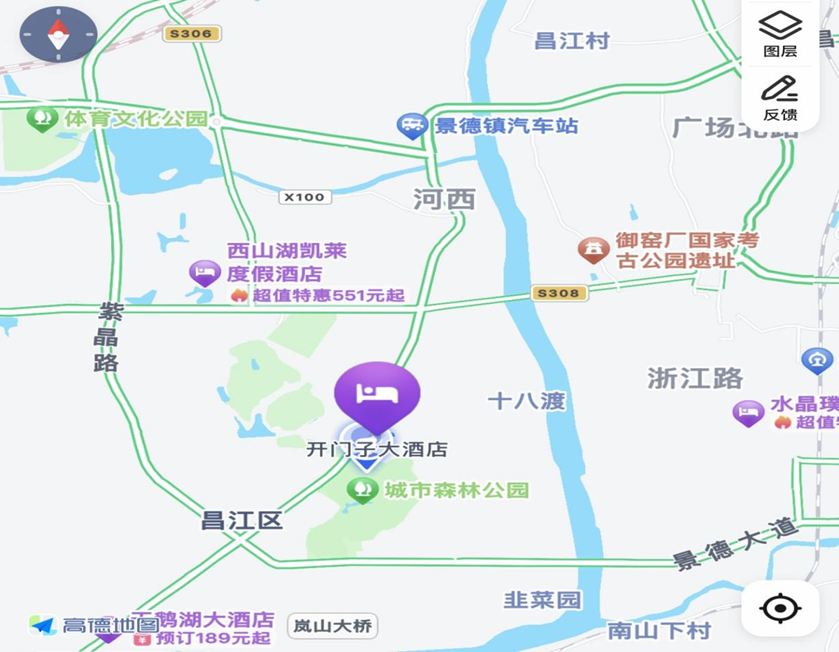 S306
昌江村
图层
昌
体育文化公园
景德镇汽车站
反馈
广场北路
X100
河西
西山湖凯莱
度假酒店
超值特惠551元起
御窑厂国家考
古公园遗址
S308
紫晶路
浙江路
十八渡
水晶璞
超值
开门子大酒店
城市森林公园
昌江区
景德大道
韭菜园
高德地图
天鹅湖大酒店
预订189元起
岚山大桥
南山下村